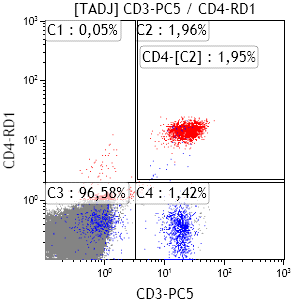 [TADJ] CD3-PC5 / CD4-RD1
10³
C1 : 0,05%
C2 : 1,96%
CD4-[C2] : 1,95%
10²
CD4-RD1
10¹
C3 : 96,58%
C4 : 1,42%
10⁰
10⁰ 10¹ 10² 10³
CD3-PC5